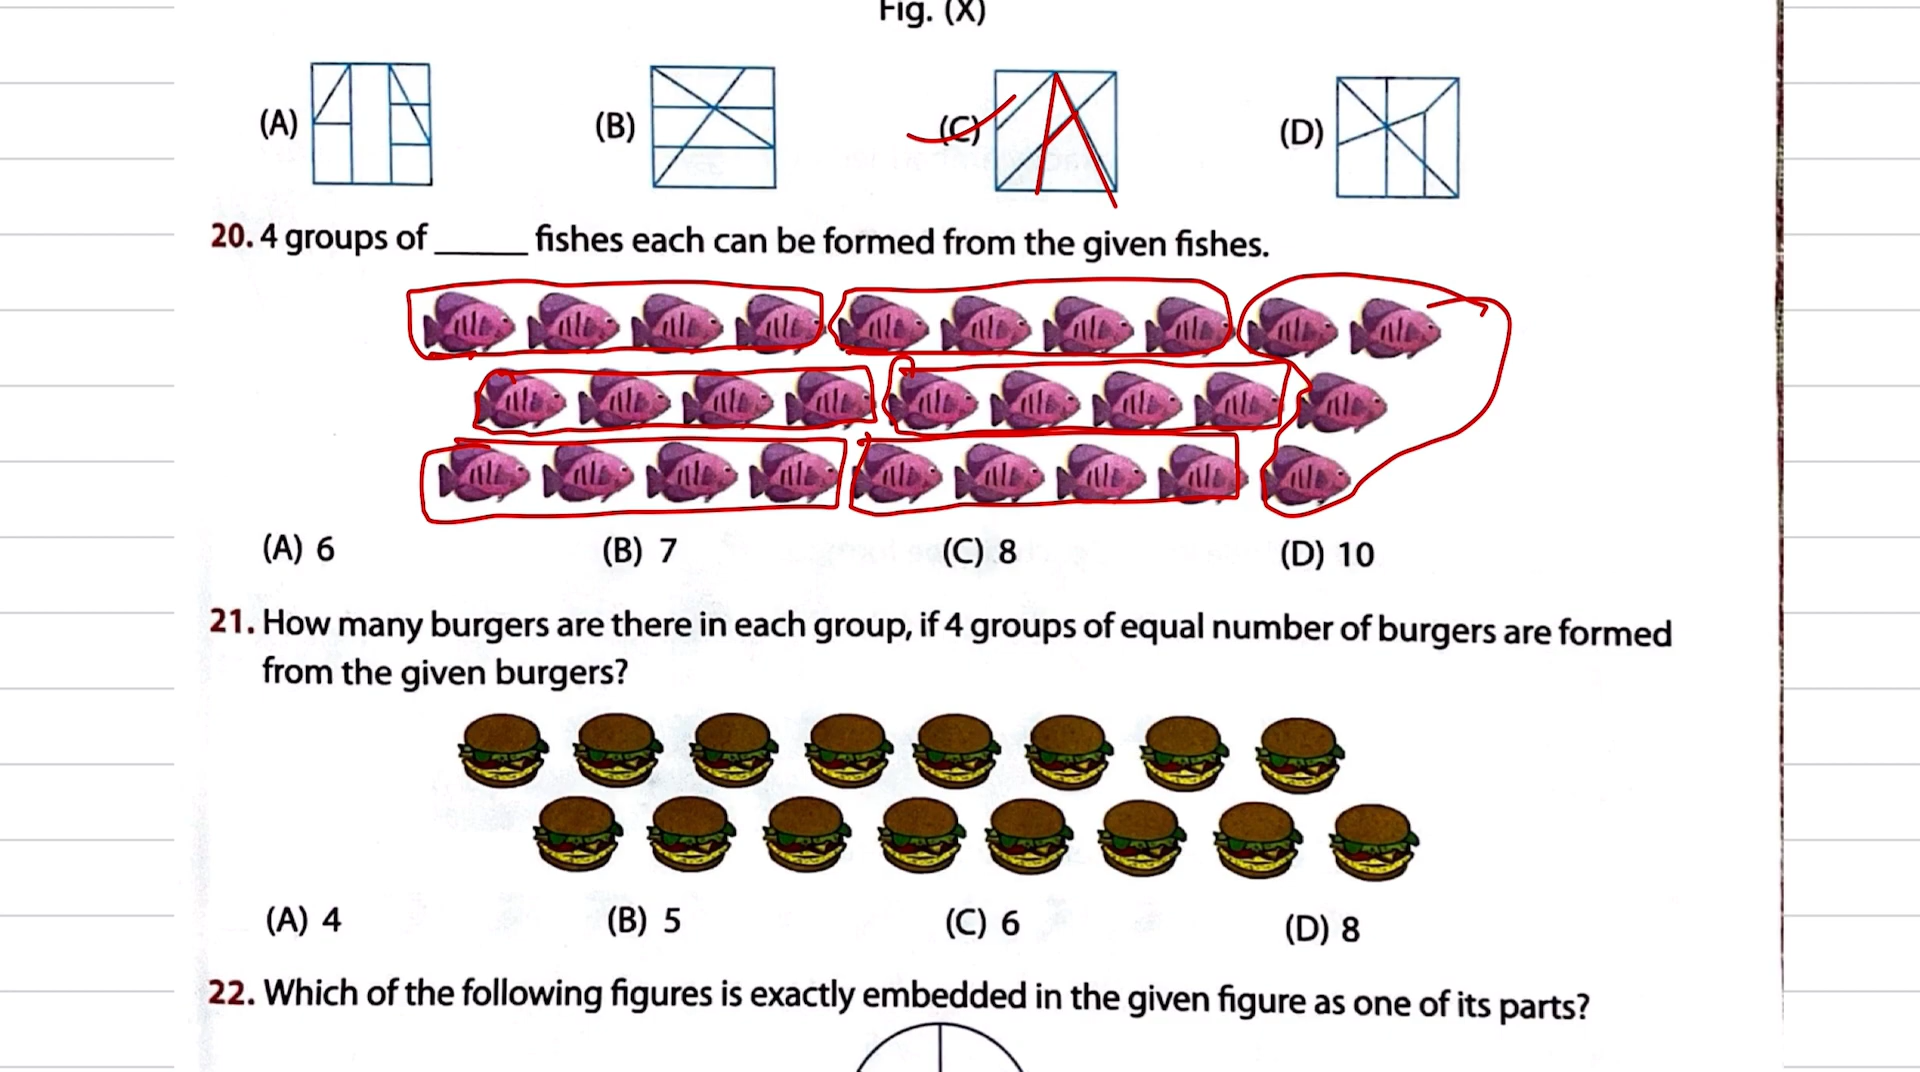 Fig. (X)
(A) (B) (C) (D)
20. 4 groups of ______ fishes each can be formed from the given fishes.
(A) 6 (B) 7 (C) 8 (D) 10
21. How many burgers are there in each group, if 4 groups of equal number of burgers are formed
from the given burgers?
(A) 4 (B) 5 (C) 6 (D) 8
22. Which of the following figures is exactly embedded in the given figure as one of its parts?